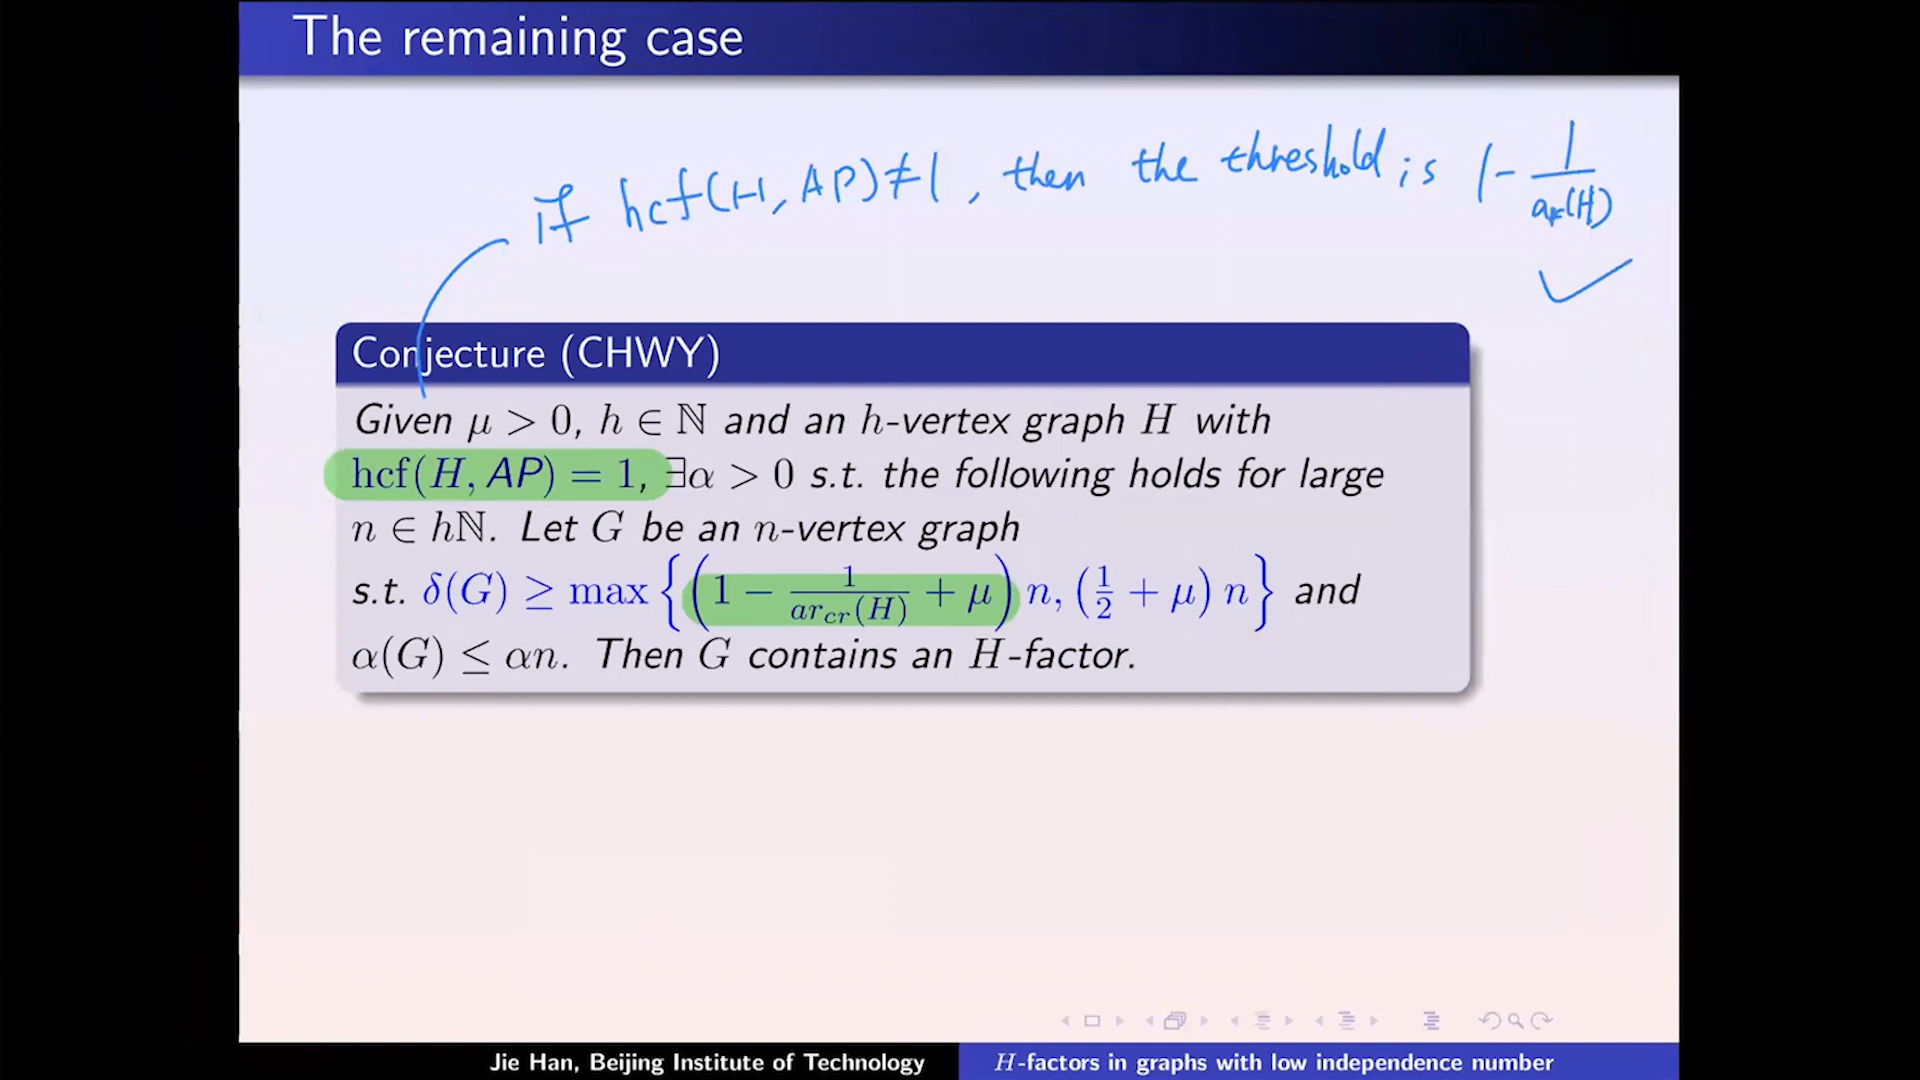 The remaining case
if hcf(H, AP)≠1, then the threshold is 1 - 1/ar(H)
Conjecture (CHWY)
Given μ > 0, h ∈ ℕ and an h-vertex graph H with
hcf(H, AP) = 1, ∃α > 0 s.t. the following holds for large
n ∈ hℕ. Let G be an n-vertex graph
s.t. δ(G) ≥ max {(1 − 1/ar_cr(H) + μ) n, (1/2 + μ) n} and
α(G) ≤ αn. Then G contains an H-factor.
Jie Han, Beijing Institute of Technology
H-factors in graphs with low independence number